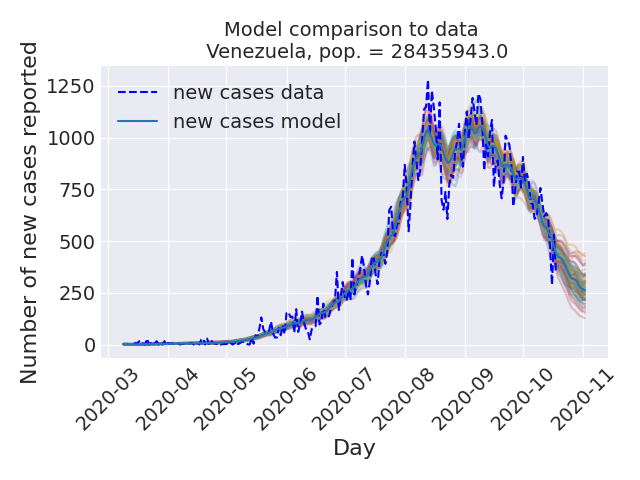 Model comparison to data
Venezuela, pop. = 28435943.0
Number of new cases reported
1250
1000
750
500
250
0
new cases data
new cases model
2020-03
2020-04
2020-05
2020-06
2020-07
2020-08
2020-09
2020-10
2020-11
Day